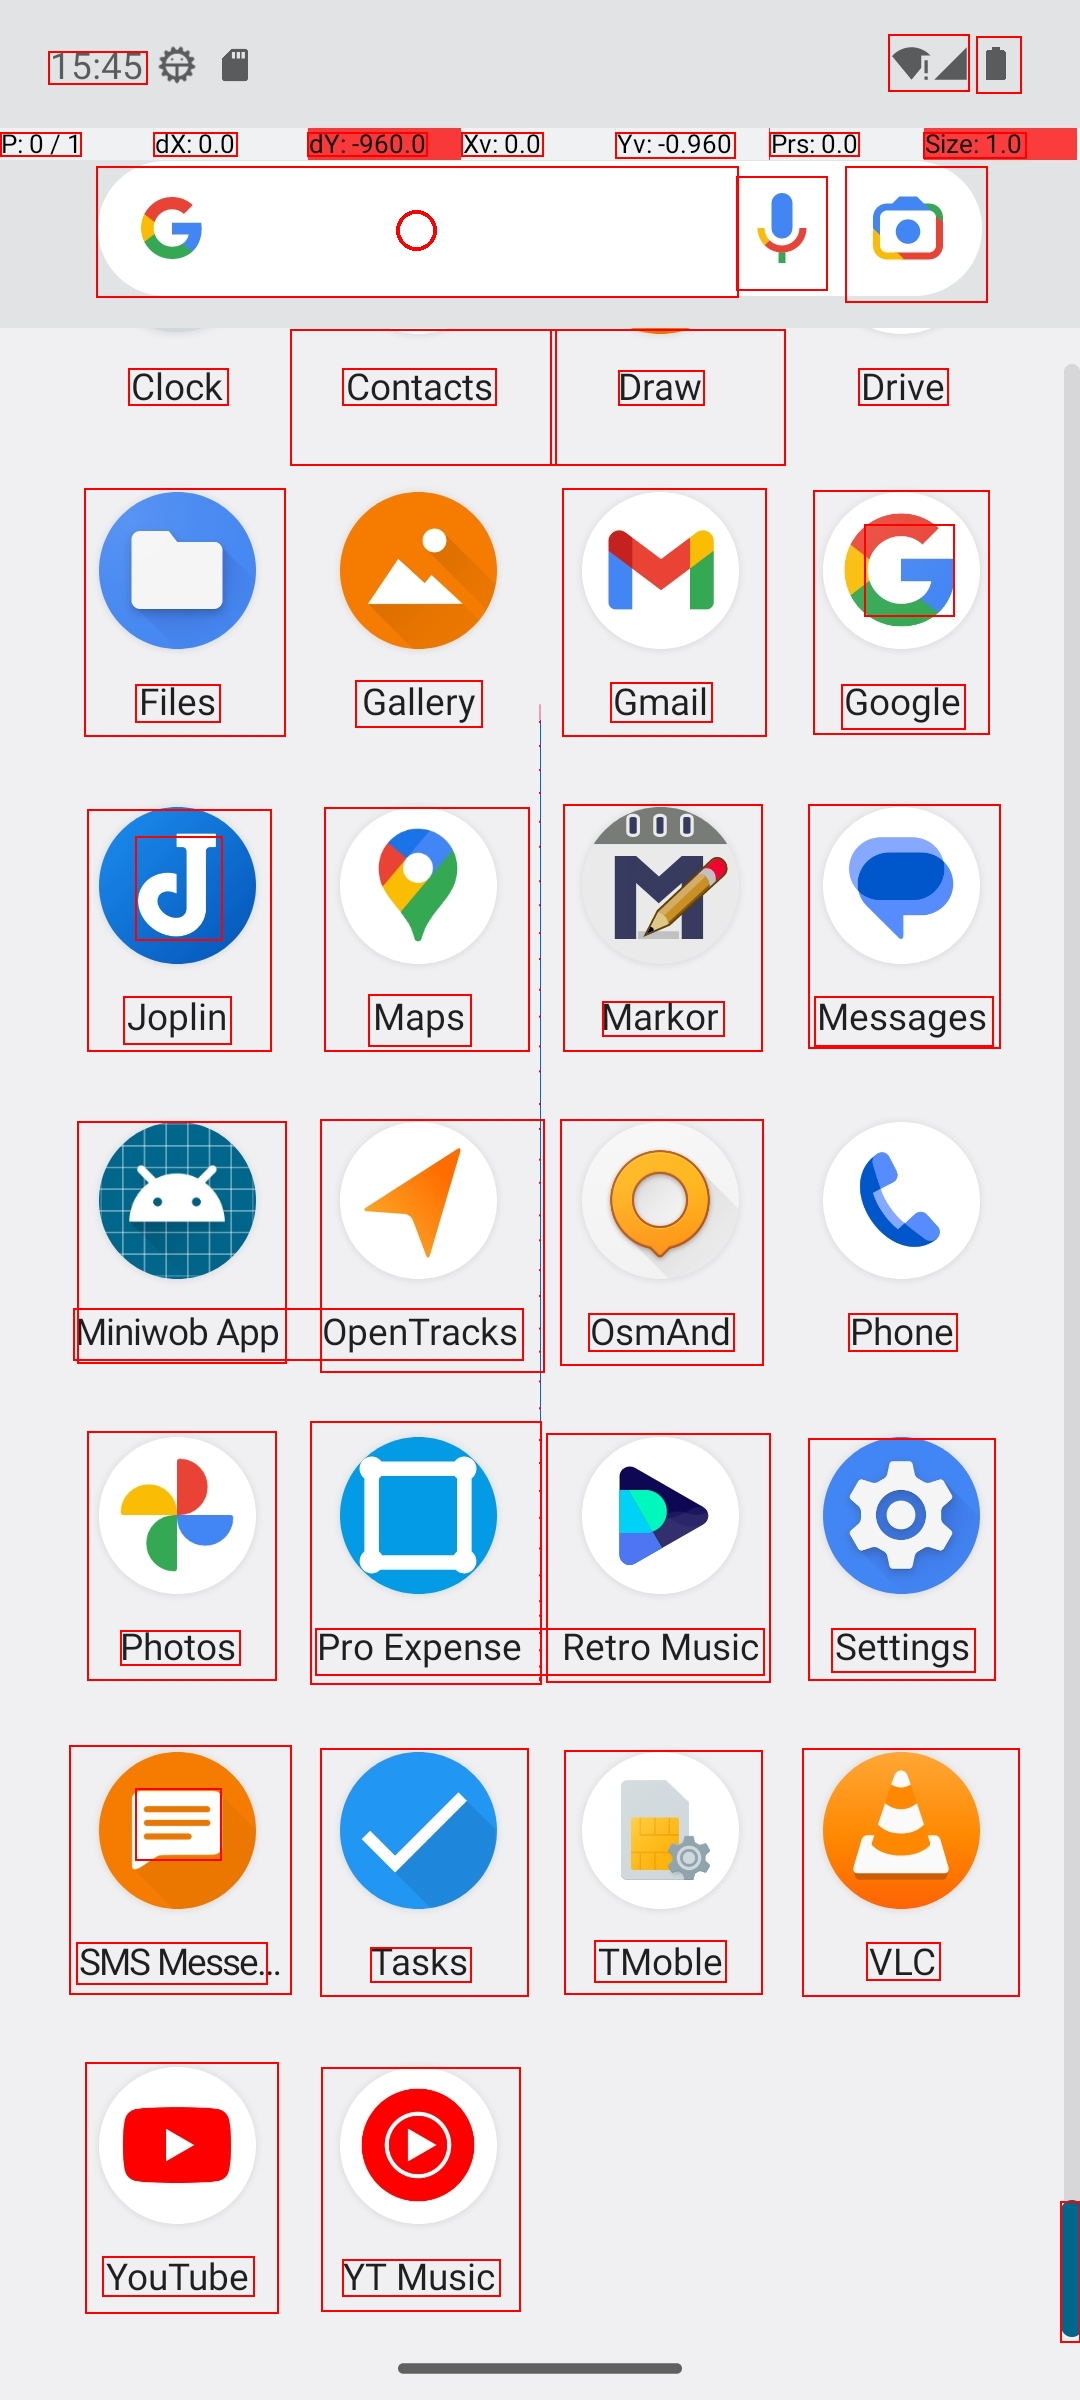 15:45
P: 0 / 1 dX: 0.0 dY: -960.0 Xv: 0.0 Yv: -0.960 Prs: 0.0 Size: 1.0
Clock Contacts Draw Drive
Files Gallery Gmail Google
Joplin Maps Markor Messages
Miniwob App OpenTracks OsmAnd Phone
Photos Pro Expense Retro Music Settings
SMS Messe... Tasks TMoble VLC
YouTube YT Music